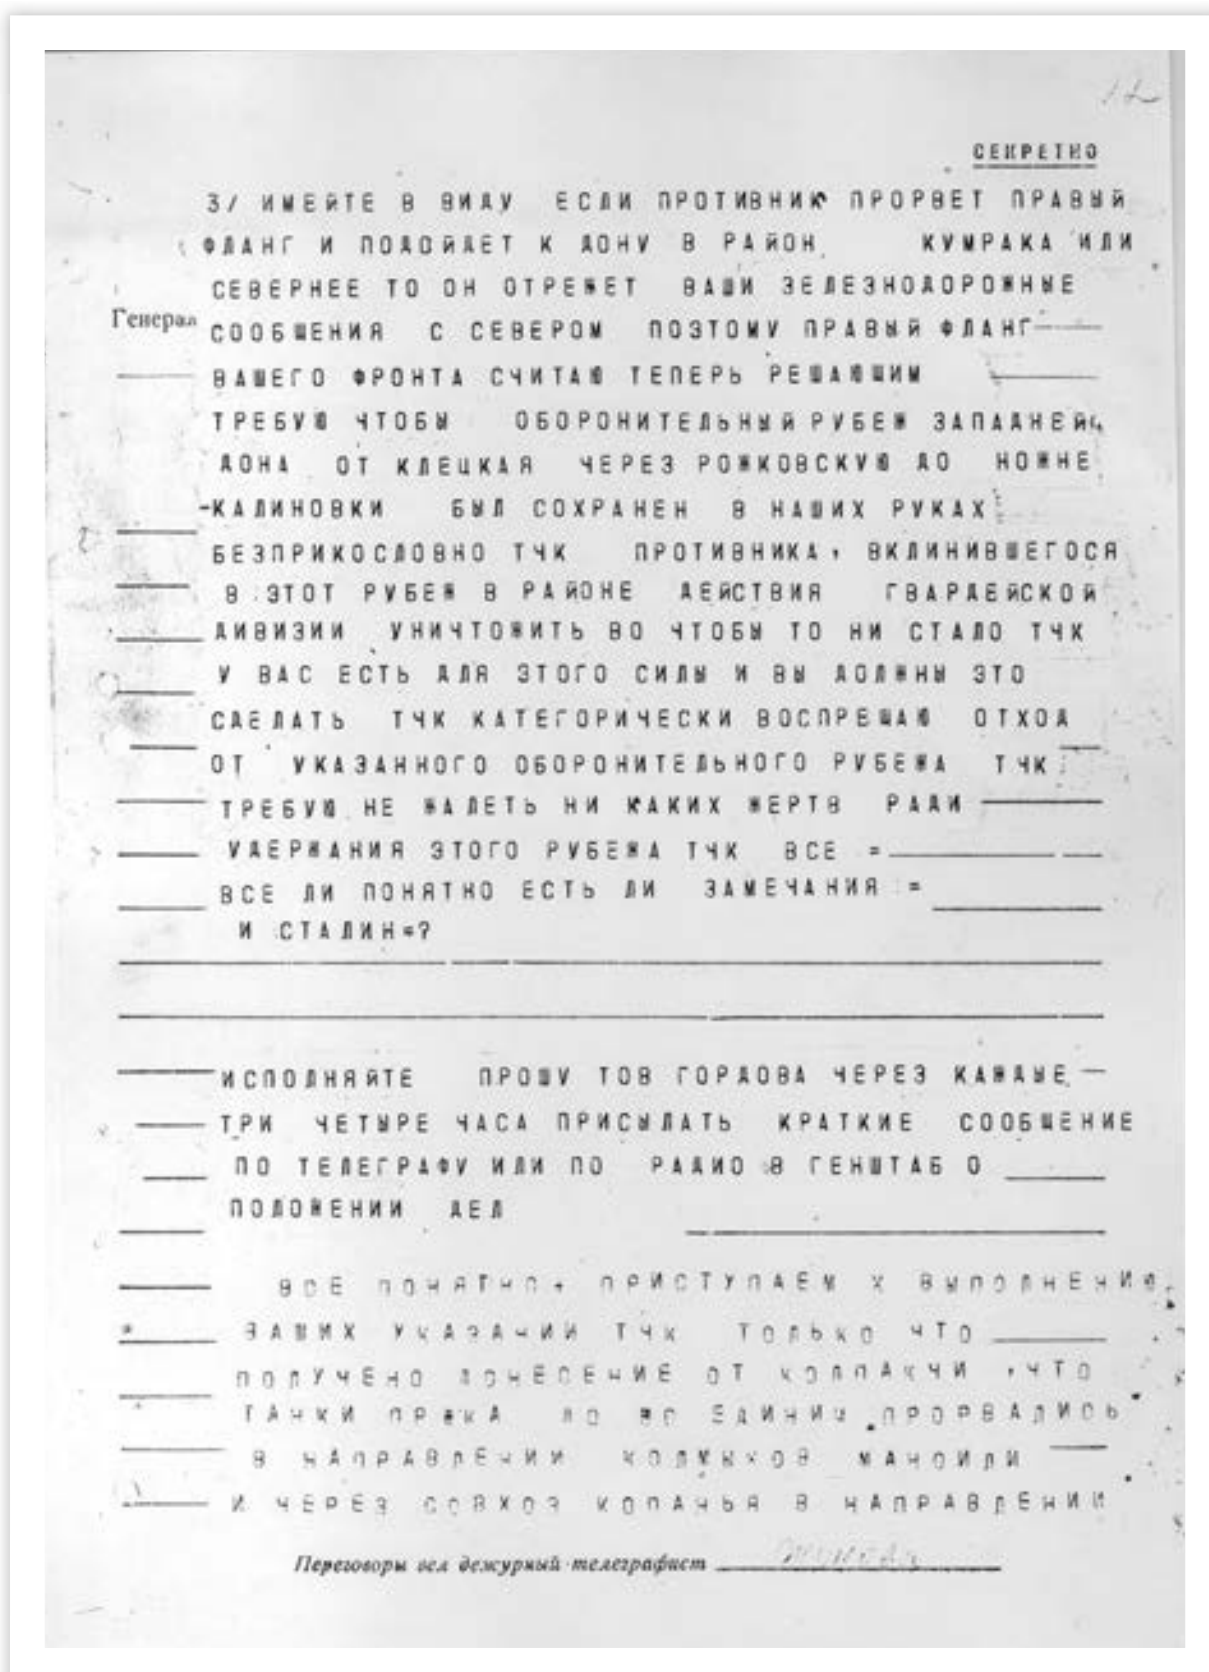 СЕКРЕТНО
3/ ИМЕЙТЕ В ВИДУ ЕСЛИ ПРОТИВНИК ПРОРВЕТ ПРАВЫЙ
ФЛАНГ И ПОДОЙДЕТ К ДОНУ В РАЙОН КУМРАКА ИЛИ
СЕВЕРНЕЕ ТО ОН ОТРЕЖЕТ ВАШИ ЖЕЛЕЗНОДОРОЖНЫЕ
Генерал
СООБЩЕНИЯ С СЕВЕРОМ ПОЭТОМУ ПРАВЫЙ ФЛАНГ
ВАШЕГО ФРОНТА СЧИТАЮ ТЕПЕРЬ РЕШАЮЩИМ
ТРЕБУЮ ЧТОБЫ ОБОРОНИТЕЛЬНЫЙ РУБЕЖ ЗАПАДНЕЙ
ДОНА ОТ КЛЕЦКАЯ ЧЕРЕЗ РОЖКОВСКУЮ ДО НОЖНЕ
-КАЛИНОВКИ БЫЛ СОХРАНЕН В НАШИХ РУКАХ
БЕЗПРИКОСЛОВНО ТЧК ПРОТИВНИКА, ВКЛИНИВШЕГОСЯ
В ЭТОТ РУБЕЖ В РАЙОНЕ ДЕЙСТВИЯ ГВАРДЕЙСКОЙ
ДИВИЗИИ УНИЧТОЖИТЬ ВО ЧТОБЫ ТО НИ СТАЛО ТЧК
У ВАС ЕСТЬ ДЛЯ ЭТОГО СИЛЫ И ВЫ ДОЛЖНЫ ЭТО
СДЕЛАТЬ ТЧК КАТЕГОРИЧЕСКИ ВОСПРЕЩАЮ ОТХОД
ОТ УКАЗАННОГО ОБОРОНИТЕЛЬНОГО РУБЕЖА ТЧК
ТРЕБУЮ НЕ ЖАЛЕТЬ НИ КАКИХ ЖЕРТВ РАДИ
УДЕРЖАНИЯ ЭТОГО РУБЕЖА ТЧК ВСЕ =
ВСЕ ЛИ ПОНЯТНО ЕСТЬ ЛИ ЗАМЕЧАНИЯ =
И СТАЛИН=?
ИСПОЛНЯЙТЕ ПРОШУ ТОВ ГОРДОВА ЧЕРЕЗ КАЖДЫЕ
ТРИ ЧЕТЫРЕ ЧАСА ПРИСЫЛАТЬ КРАТКИЕ СООБЩЕНИЕ
ПО ТЕЛЕГРАФУ ИЛИ ПО РАДИО В ГЕНШТАБ О
ПОЛОЖЕНИИ ДЕЛ
ВСЕ ПОНЯТНО+ ПРИСТУПАЕМ К ВЫПОЛНЕНИЮ
ВАШИХ УКАЗАНИЙ ТЧК ТОЛЬКО ЧТО
ПОЛУЧЕНО ДОНЕСЕНИЕ ОТ КОЛПАКЧИ ,ЧТО
ТАНКИ ПР-КА ДО ЕДИНИЦ ПРОРВАЛИСЬ
В НАПРАВЛЕНИИ КОЛМЫКОВ МАНОЙЛИ
И ЧЕРЕЗ СОВХОЗ КОПАНЬЯ В НАПРАВЛЕНИИ
Переговоры вел дежурный телеграфист